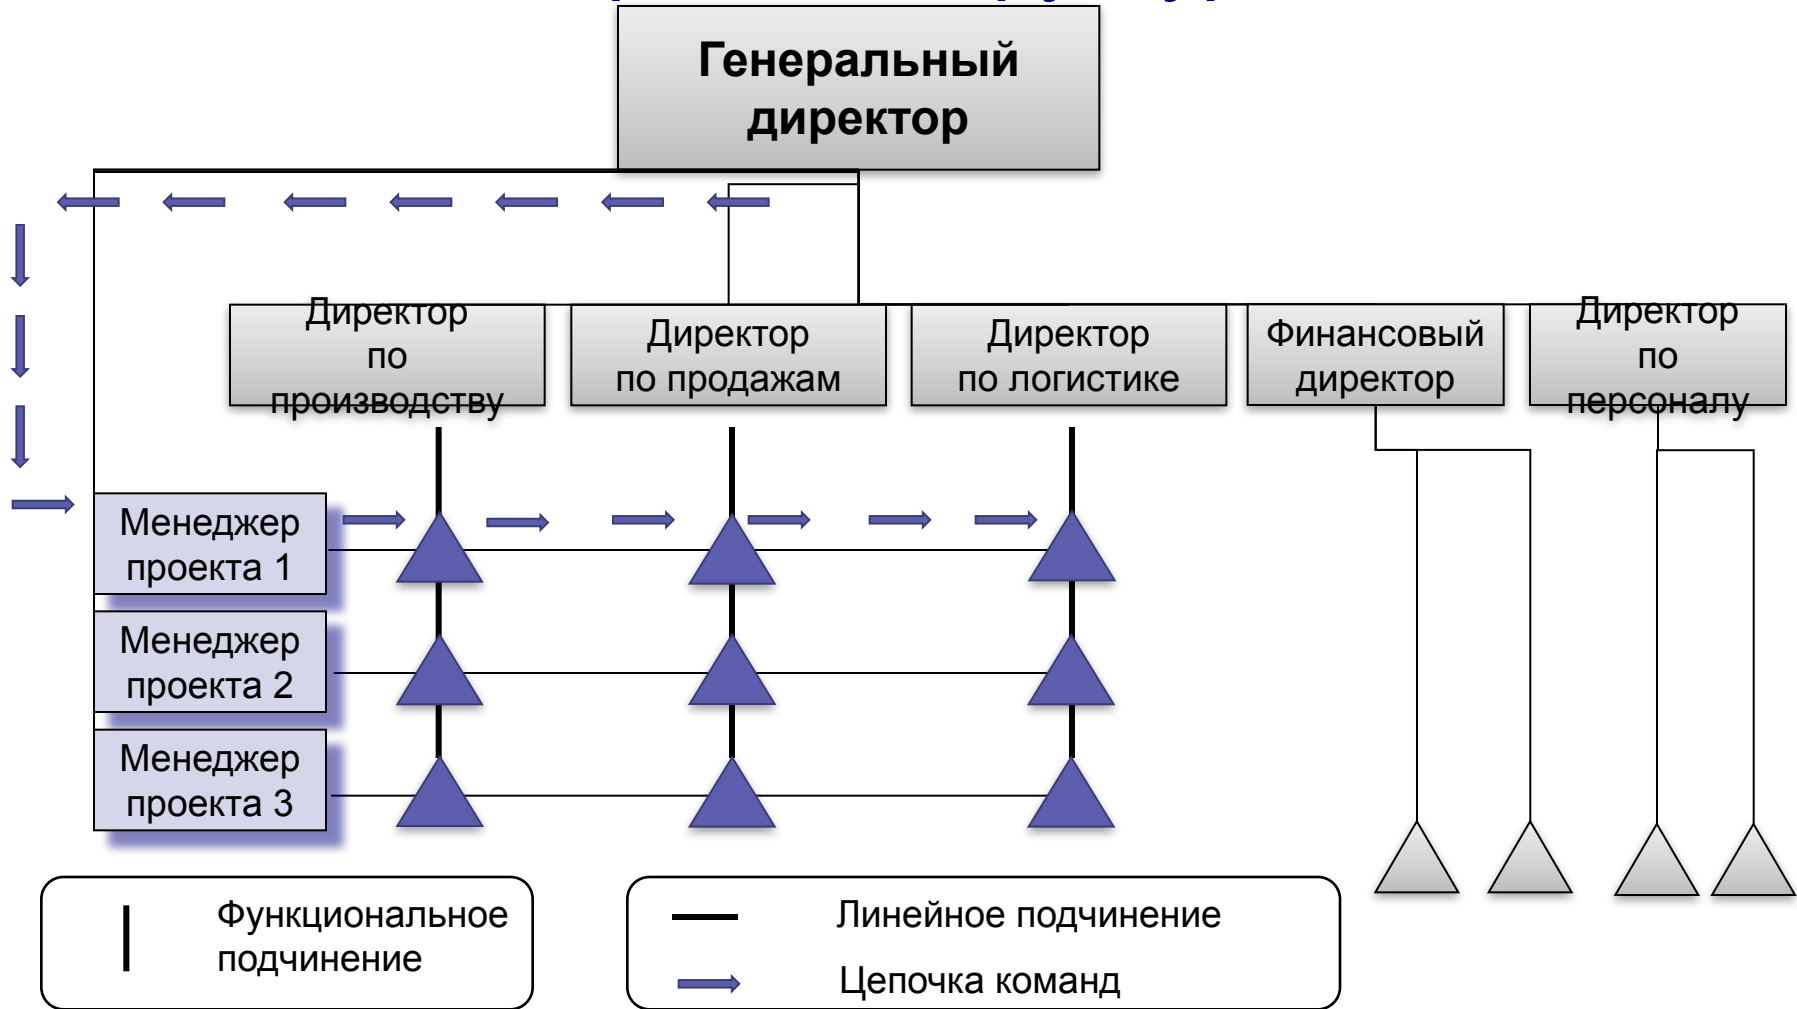 Генеральный
директор
Директор
по
производству
Директор
по продажам
Директор
по логистике
Финансовый
директор
Директор
по
персоналу
Менеджер
проекта 1
Менеджер
проекта 2
Менеджер
проекта 3
Функциональное
подчинение
Линейное подчинение
Цепочка команд